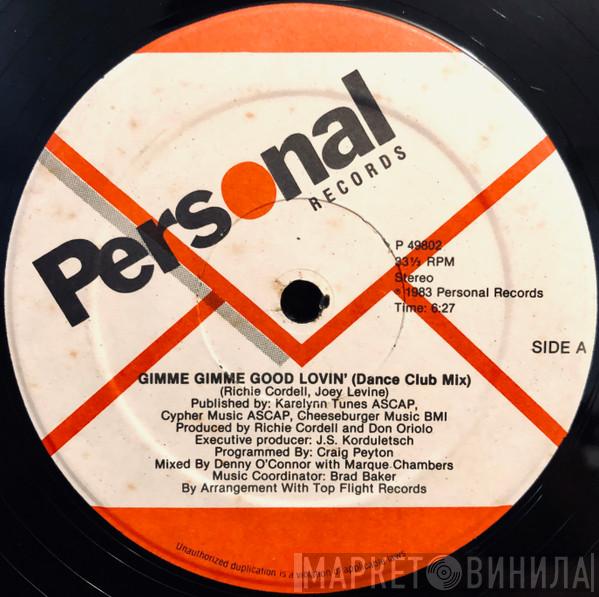 Personal
RECORDS
P 49802
33⅓ RPM
Stereo
℗ 1983 Personal Records
Time: 6:27
SIDE A
GIMME GIMME GOOD LOVIN' (Dance Club Mix)
(Richie Cordell, Joey Levine)
Published by: Karelynn Tunes ASCAP,
Cypher Music ASCAP, Cheeseburger Music BMI
Produced by Richie Cordell and Don Oriolo
Executive producer: J.S. Korduletsch
Programmed By: Craig Peyton
Mixed By Denny O'Connor with Marque Chambers
Music Coordinator: Brad Baker
By Arrangement With Top Flight Records
Unauthorized duplication is a violation of applicable laws
МАРКЕТ ВИНИЛА